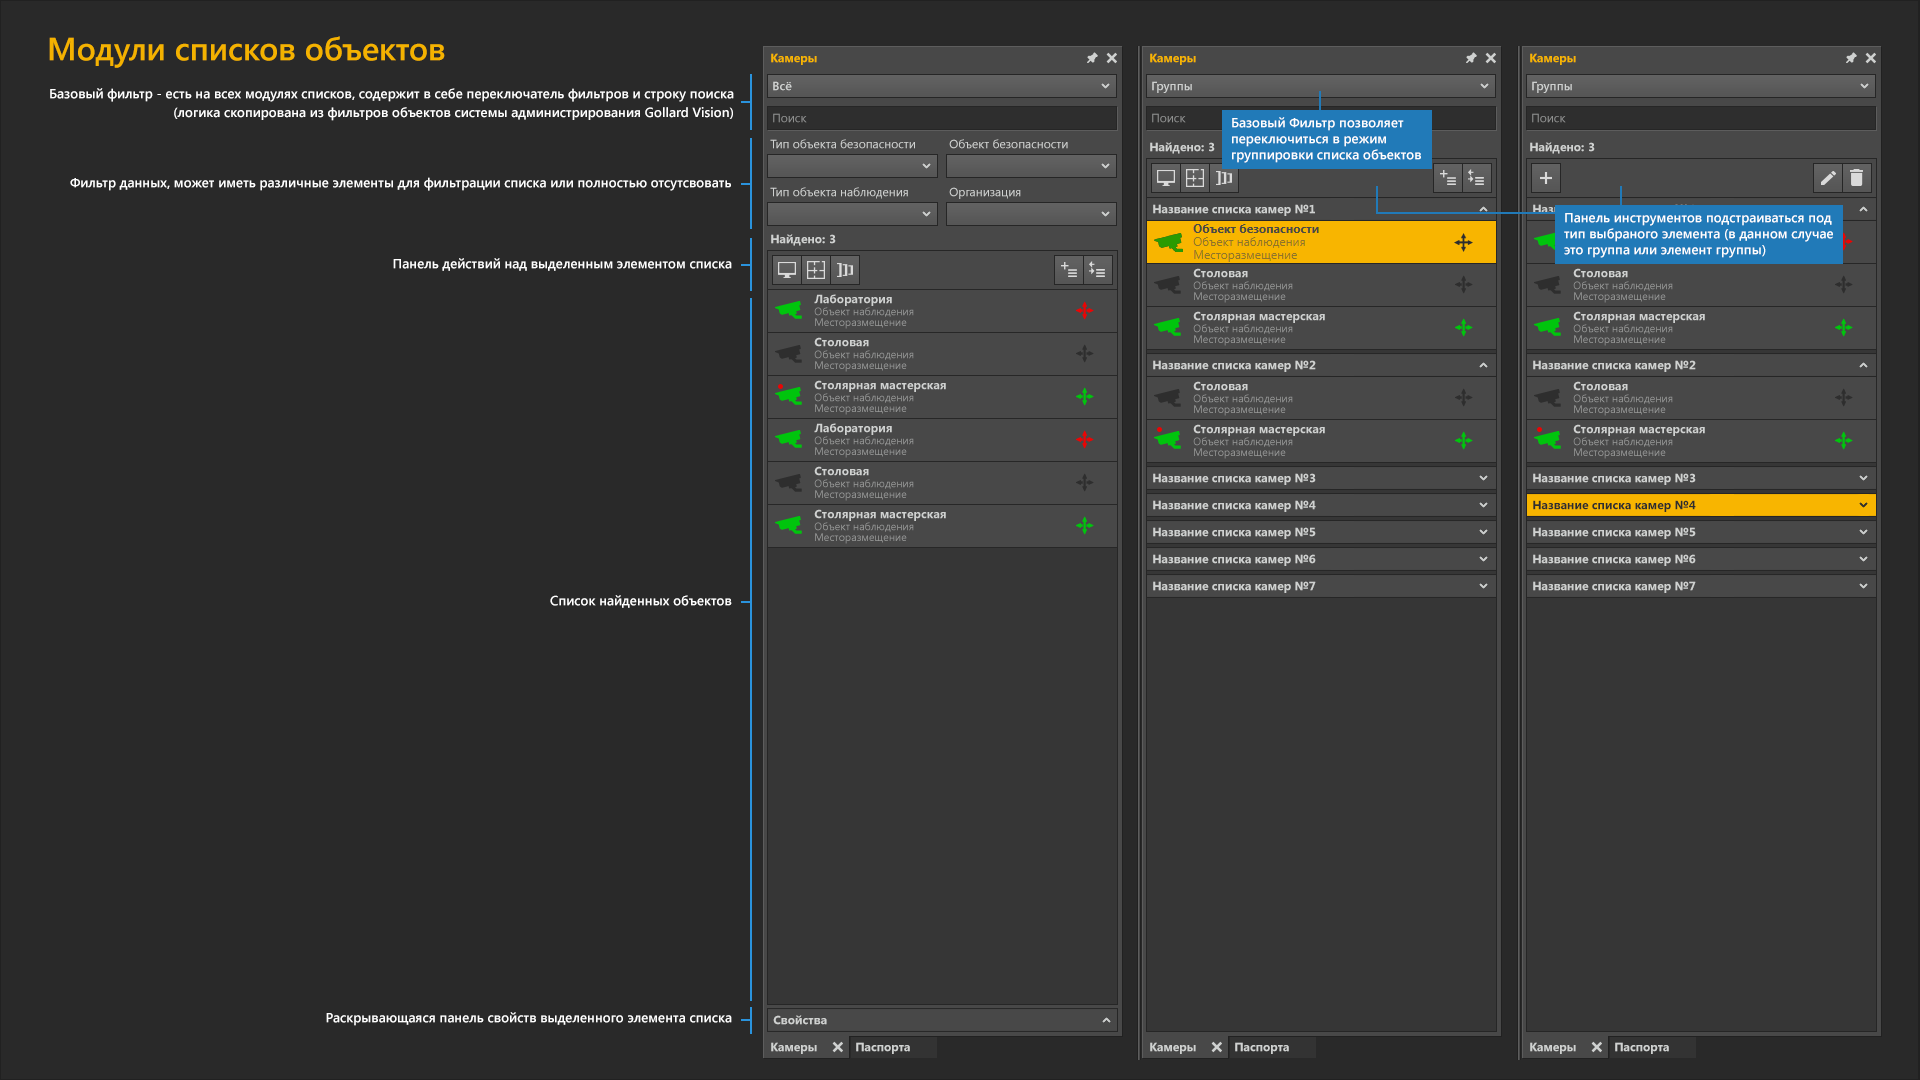 Модули списков объектов
Базовый фильтр - есть на всех модулях списков, содержит в себе переключатель фильтров и строку поиска
(логика скопирована из фильтров объектов системы администрирования Gollard Vision)
Фильтр данных, может иметь различные элементы для фильтрации списка или полностью отсутсвовать
Панель действий над выделенным элементом списка
Список найденных объектов
Раскрывающаяся панель свойств выделенного элемента списка
Камеры
Всё
Поиск
Тип объекта безопасности
Объект безопасности
Тип объекта наблюдения
Организация
Найдено: 3
Лаборатория
Объект наблюдения
Месторазмещение
Столовая
Объект наблюдения
Месторазмещение
Столярная мастерская
Объект наблюдения
Месторазмещение
Лаборатория
Объект наблюдения
Месторазмещение
Столовая
Объект наблюдения
Месторазмещение
Столярная мастерская
Объект наблюдения
Месторазмещение
Свойства
Камеры
Паспорта
Камеры
Группы
Поиск
Базовый Фильтр позволяет
переключиться в режим
группировки списка объектов
Найдено: 3
Название списка камер №1
Объект безопасности
Объект наблюдения
Месторазмещение
Столовая
Объект наблюдения
Месторазмещение
Столярная мастерская
Объект наблюдения
Месторазмещение
Название списка камер №2
Столовая
Объект наблюдения
Месторазмещение
Столярная мастерская
Объект наблюдения
Месторазмещение
Название списка камер №3
Название списка камер №4
Название списка камер №5
Название списка камер №6
Название списка камер №7
Камеры
Паспорта
Камеры
Группы
Поиск
Найдено: 3
Панель инструментов подстраиваться под
тип выбраного элемента (в данном случае
это группа или элемент группы)
Столовая
Объект наблюдения
Месторазмещение
Столярная мастерская
Объект наблюдения
Месторазмещение
Название списка камер №2
Столовая
Объект наблюдения
Месторазмещение
Столярная мастерская
Объект наблюдения
Месторазмещение
Название списка камер №3
Название списка камер №4
Название списка камер №5
Название списка камер №6
Название списка камер №7
Камеры
Паспорта